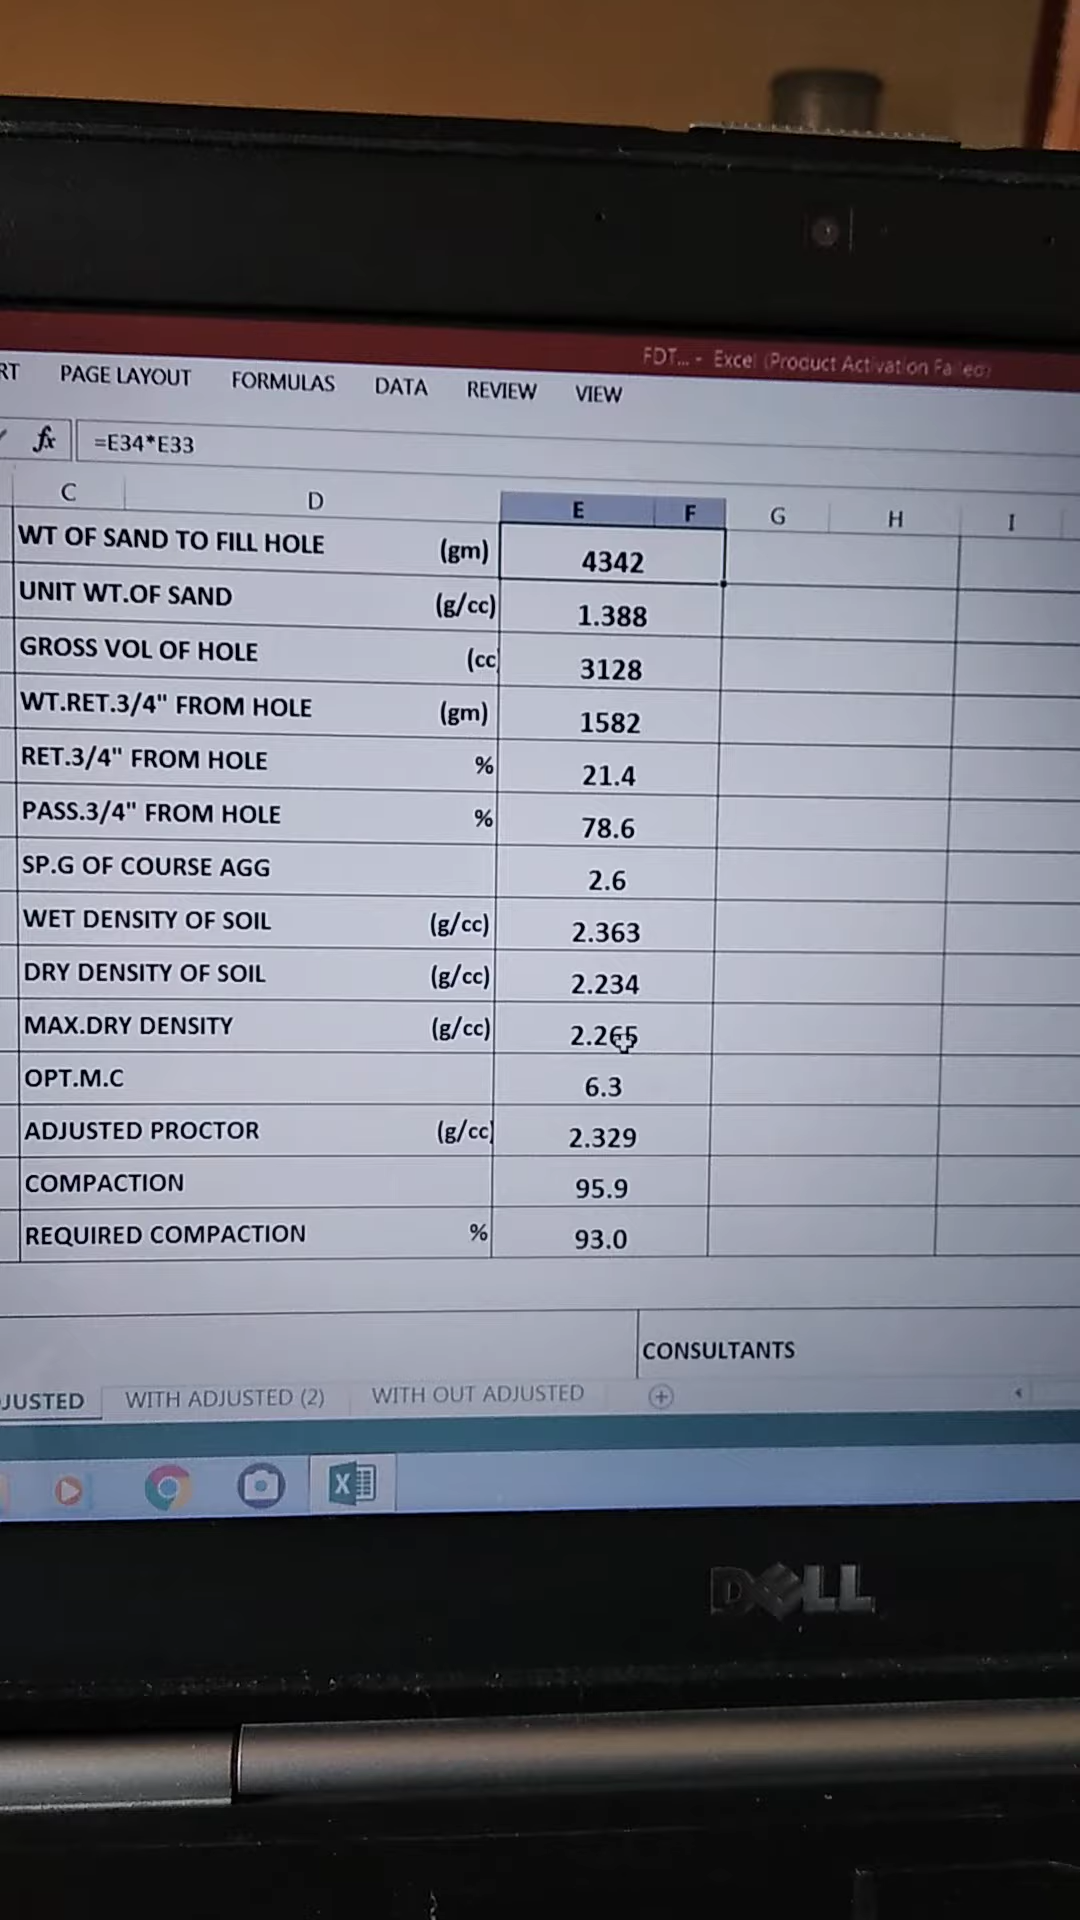 FDT... - Excel (Product Activation Failed)
RT PAGE LAYOUT FORMULAS DATA REVIEW VIEW
fx =E34*E33
C D E F G H I
WT OF SAND TO FILL HOLE (gm) 4342
UNIT WT.OF SAND (g/cc) 1.388
GROSS VOL OF HOLE (cc 3128
WT.RET.3/4" FROM HOLE (gm) 1582
RET.3/4" FROM HOLE % 21.4
PASS.3/4" FROM HOLE % 78.6
SP.G OF COURSE AGG 2.6
WET DENSITY OF SOIL (g/cc) 2.363
DRY DENSITY OF SOIL (g/cc) 2.234
MAX.DRY DENSITY (g/cc) 2.265
OPT.M.C 6.3
ADJUSTED PROCTOR (g/cc) 2.329
COMPACTION 95.9
REQUIRED COMPACTION % 93.0
CONSULTANTS
JUSTED WITH ADJUSTED (2) WITH OUT ADJUSTED
X
DELL